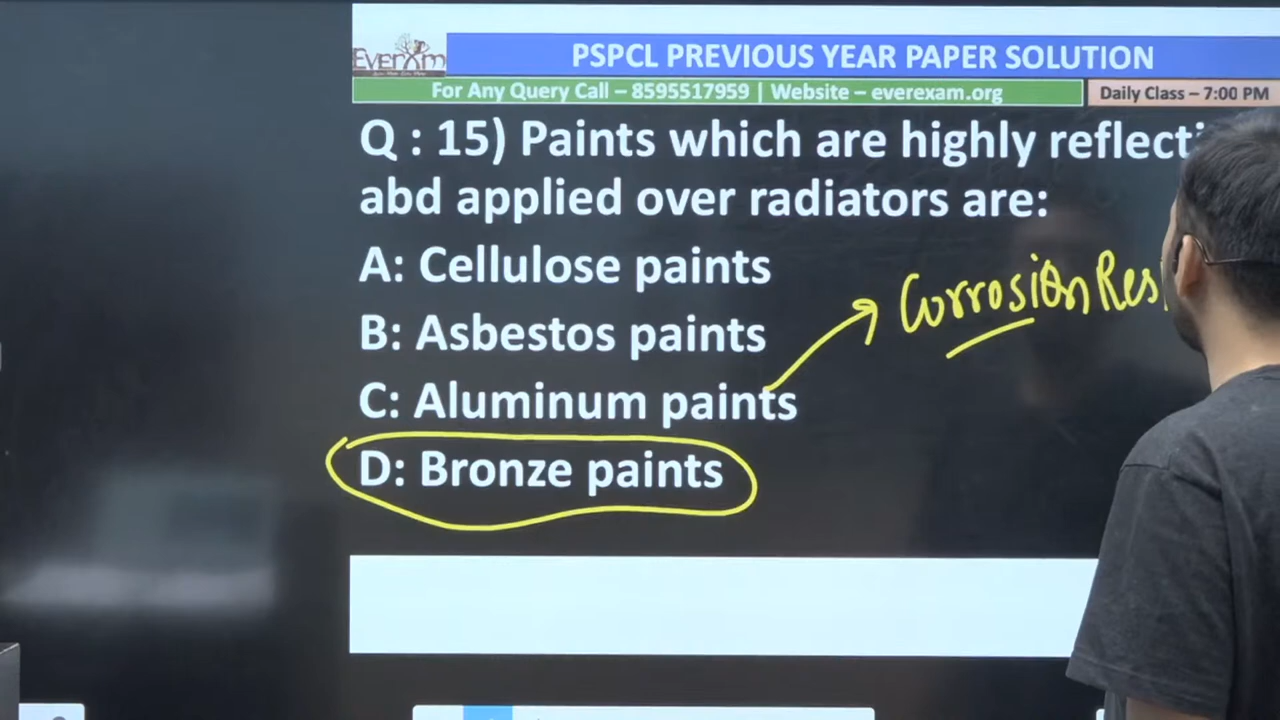 EVEREXAM
PSPCL PREVIOUS YEAR PAPER SOLUTION
For Any Query Call – 8595517959 | Website – everexam.org
Daily Class – 7:00 PM
Q : 15) Paints which are highly reflecti
abd applied over radiators are:
A: Cellulose paints
B: Asbestos paints
C: Aluminum paints
D: Bronze paints
Corrosion Res